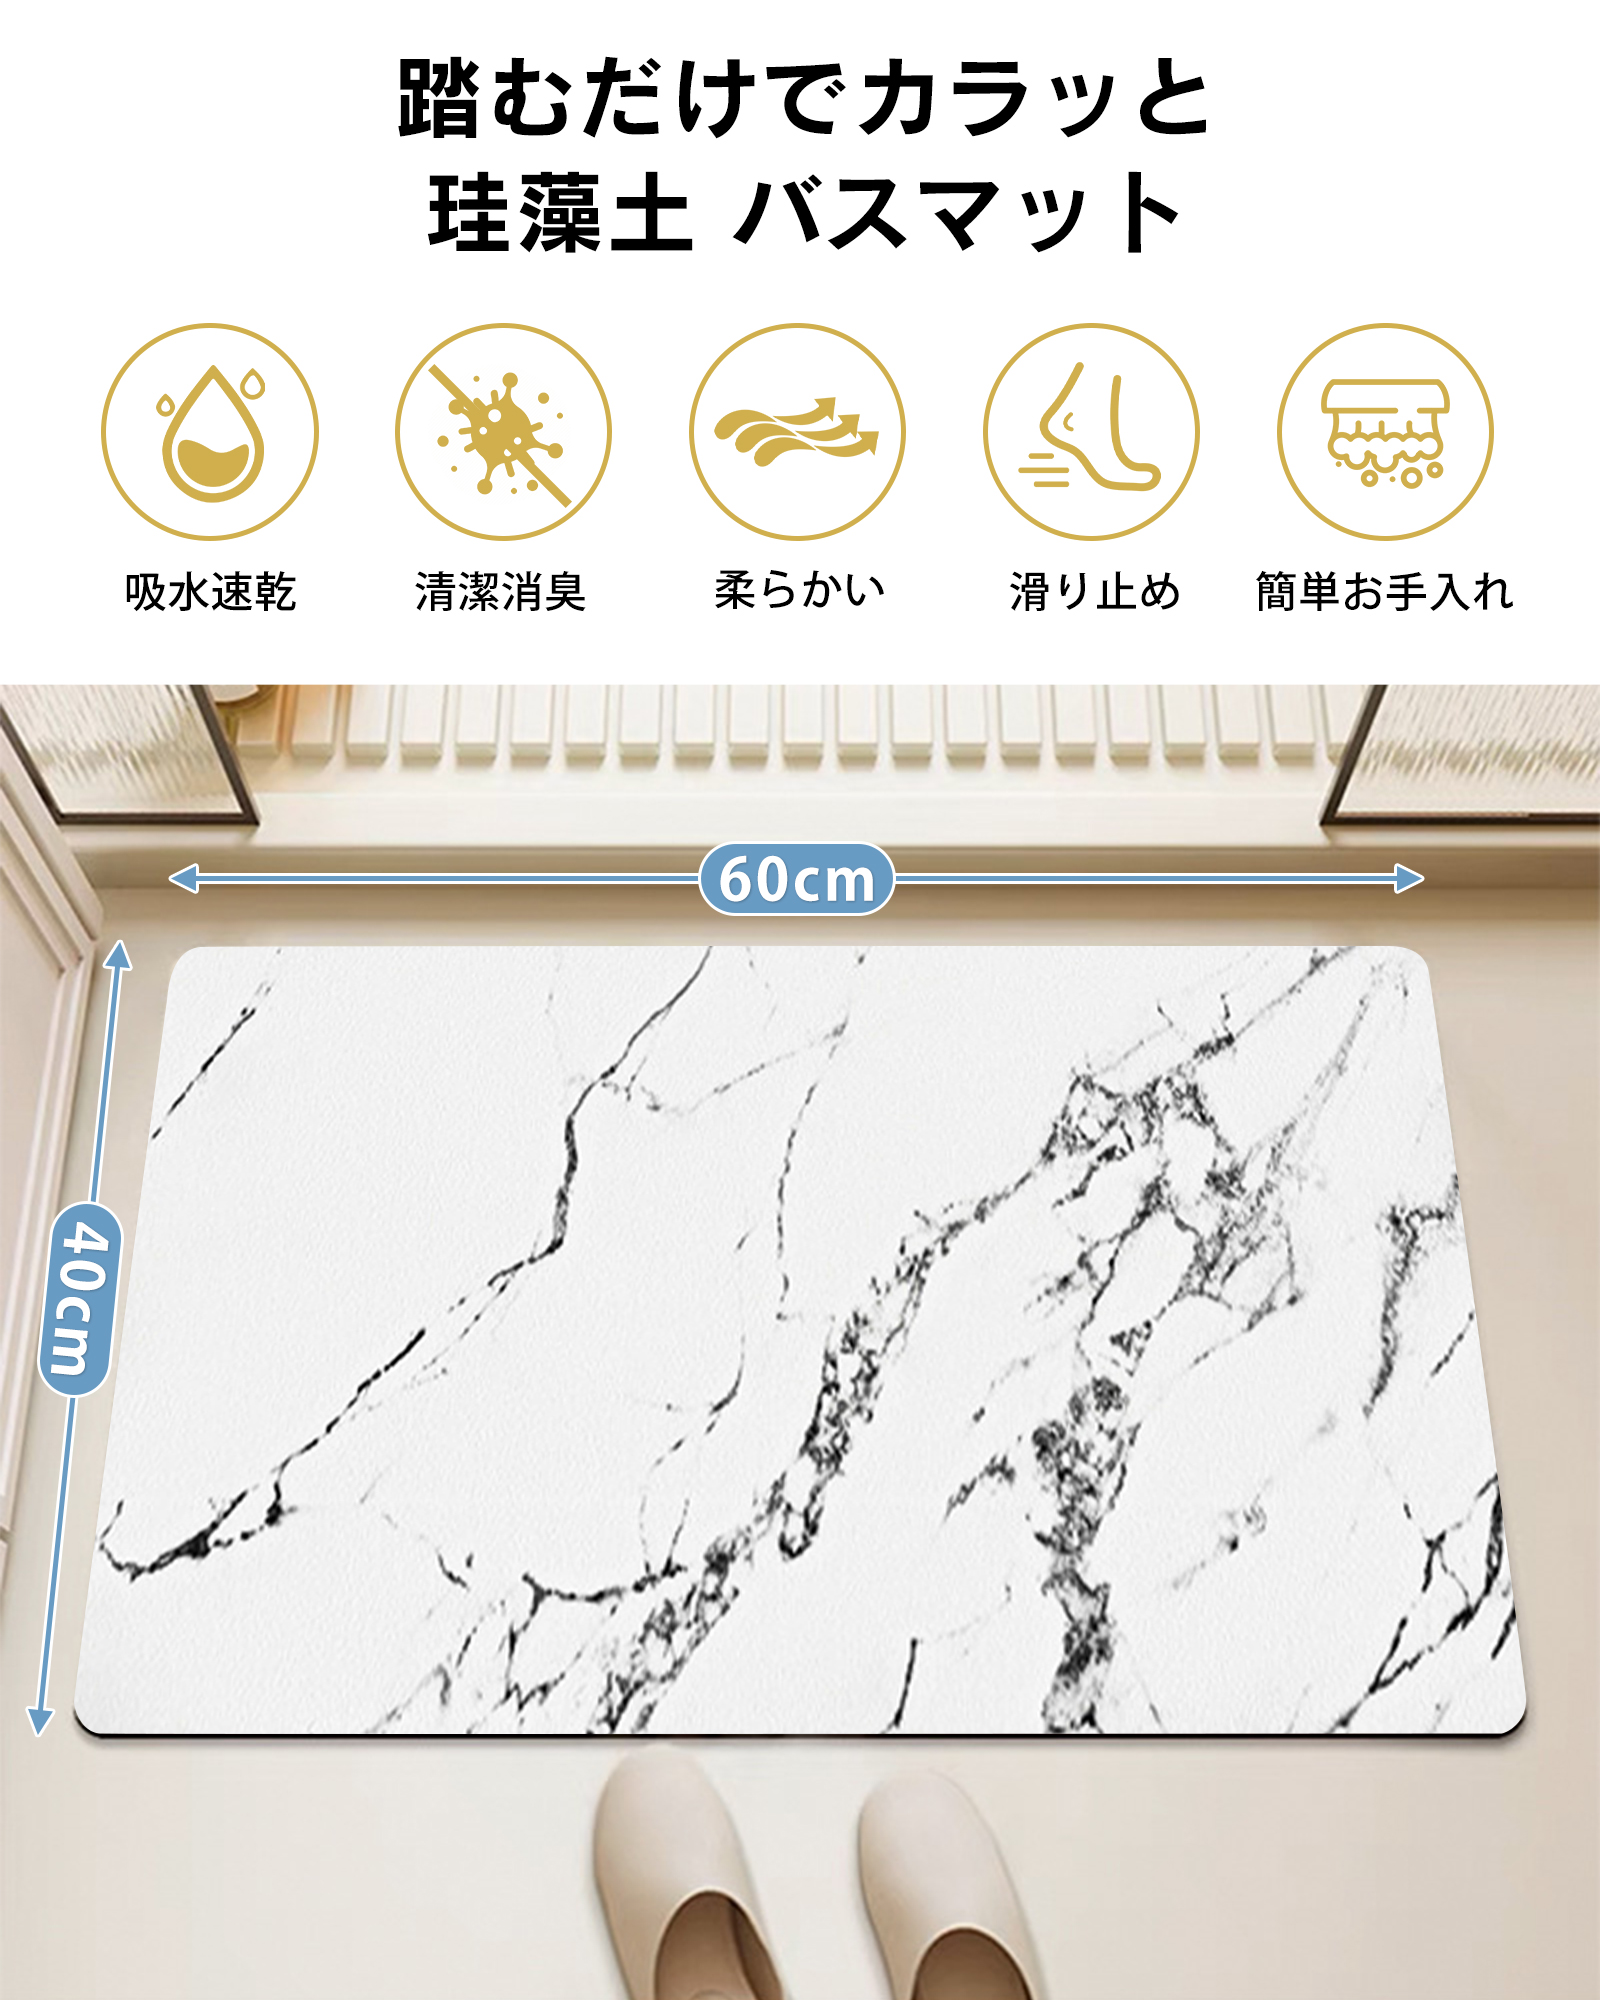 踏むだけでカラッと
珪藻土 バスマット
吸水速乾
清潔消臭
柔らかい
滑り止め
簡単お手入れ
60cm
40cm